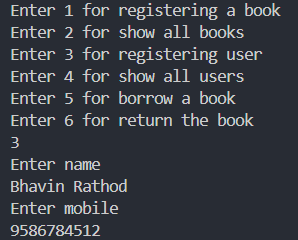 Enter 1 for registering a book
Enter 2 for show all books
Enter 3 for registering user
Enter 4 for show all users
Enter 5 for borrow a book
Enter 6 for return the book
3
Enter name
Bhavin Rathod
Enter mobile
9586784512